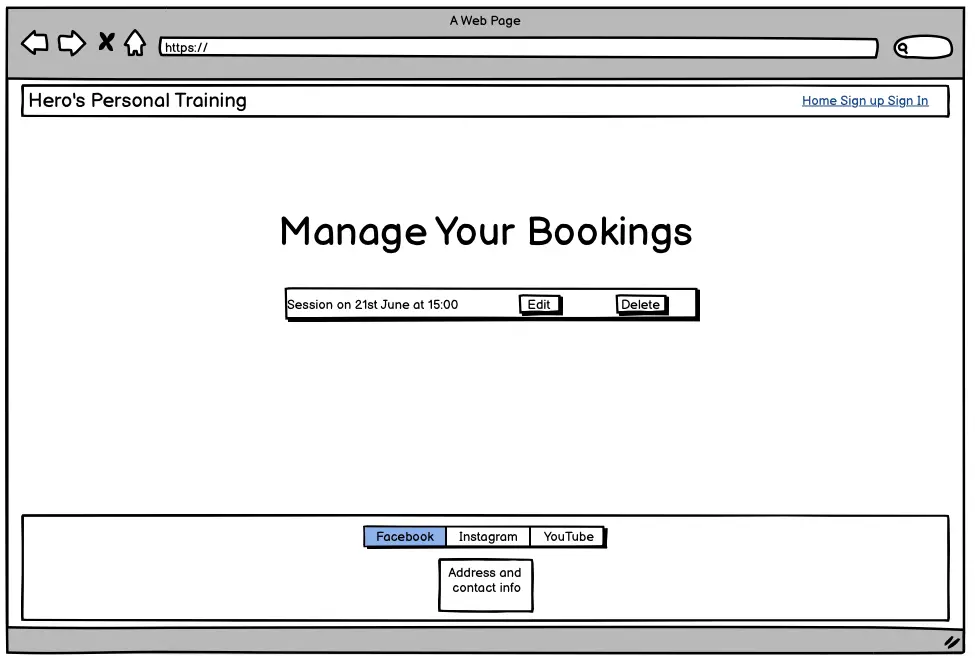 A Web Page
https://
Hero's Personal Training
Home Sign up Sign In
Manage Your Bookings
Session on 21st June at 15:00 Edit Delete
Facebook Instagram YouTube
Address and
contact info